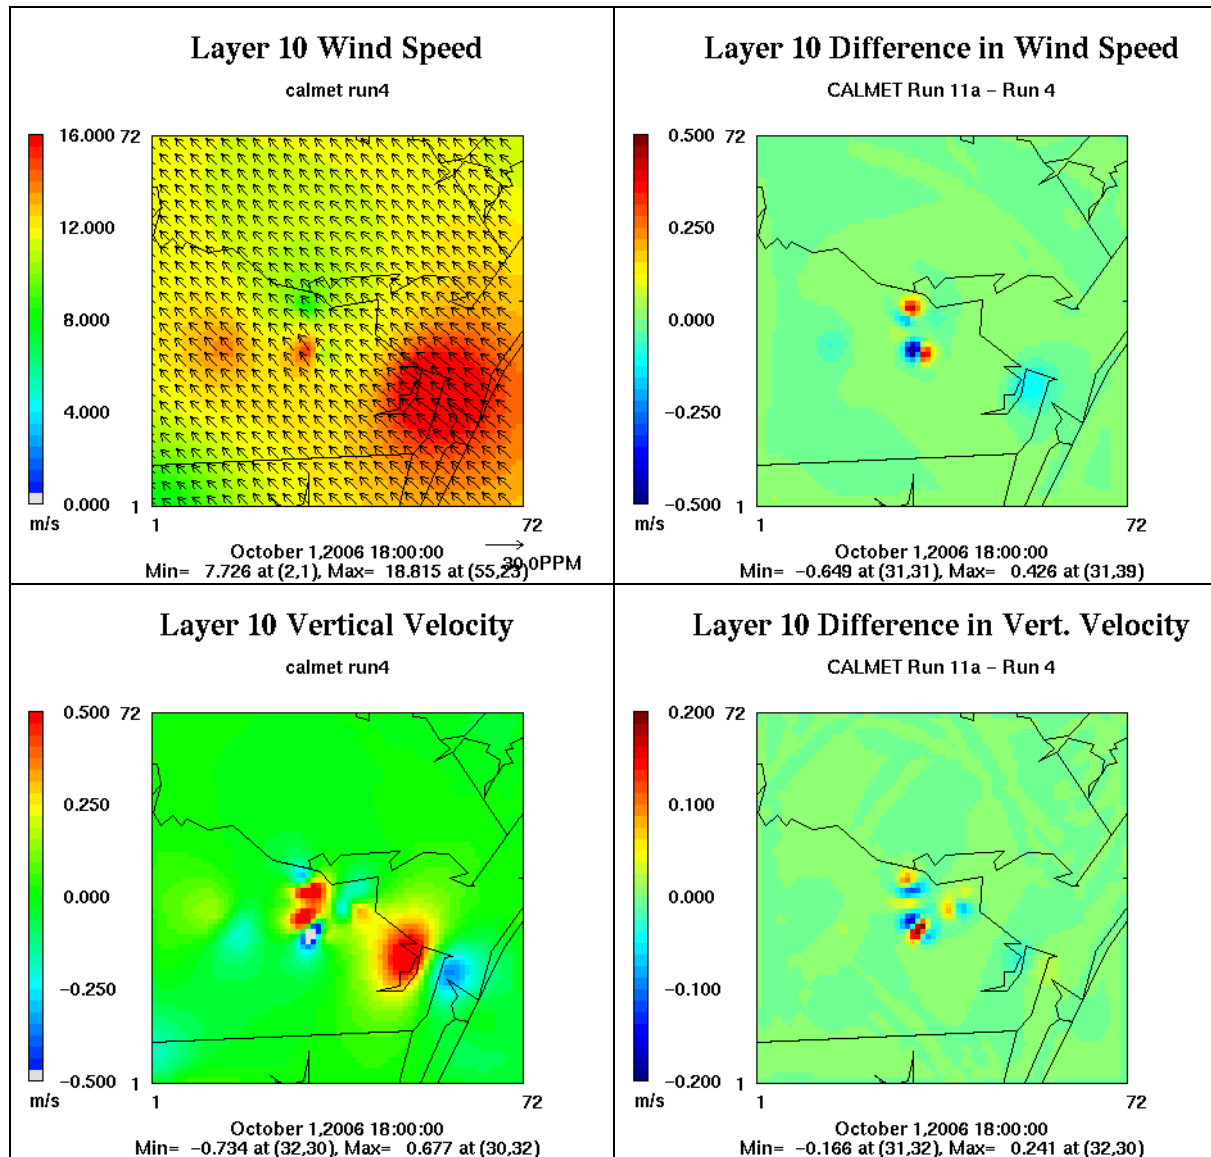 Layer 10 Wind Speed
calmet run4
16.000
12.000
8.000
4.000
0.000
m/s
72
1
1
72
October 1,2006 18:00:00
30.0PPM
Min= 7.726 at (2,1), Max= 18.815 at (55,23)
Layer 10 Difference in Wind Speed
CALMET Run 11a − Run 4
0.500
0.250
0.000
−0.250
−0.500
m/s
72
1
1
72
October 1,2006 18:00:00
Min= −0.649 at (31,31), Max= 0.426 at (31,39)
Layer 10 Vertical Velocity
calmet run4
0.500
0.250
0.000
−0.250
−0.500
m/s
72
1
1
72
October 1,2006 18:00:00
Min= −0.734 at (32,30), Max= 0.677 at (30,32)
Layer 10 Difference in Vert. Velocity
CALMET Run 11a − Run 4
0.200
0.100
0.000
−0.100
−0.200
m/s
72
1
1
72
October 1,2006 18:00:00
Min= −0.166 at (31,32), Max= 0.241 at (32,30)